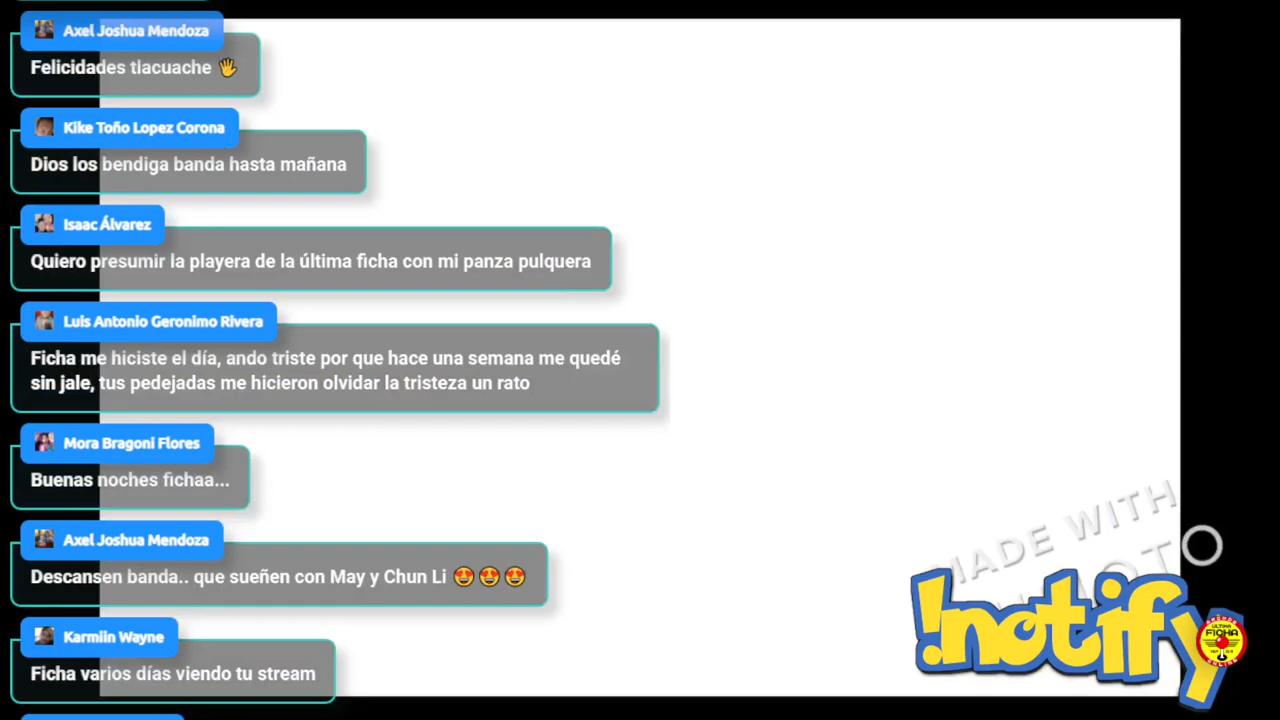 Axel Joshua Mendoza
Felicidades tlacuache 🖐
Kike Toño Lopez Corona
Dios los bendiga banda hasta mañana
Isaac Álvarez
Quiero presumir la playera de la última ficha con mi panza pulquera
Luis Antonio Geronimo Rivera
Ficha me hiciste el día, ando triste por que hace una semana me quedé
sin jale, tus pedejadas me hicieron olvidar la tristeza un rato
Mora Bragoni Flores
Buenas noches fichaa...
Axel Joshua Mendoza
Descansen banda.. que sueñen con May y Chun Li 😍😍😍
Karmiin Wayne
Ficha varios días viendo tu stream
MADE WITH
!notify
ULTIMA
FICHA
ONLINE